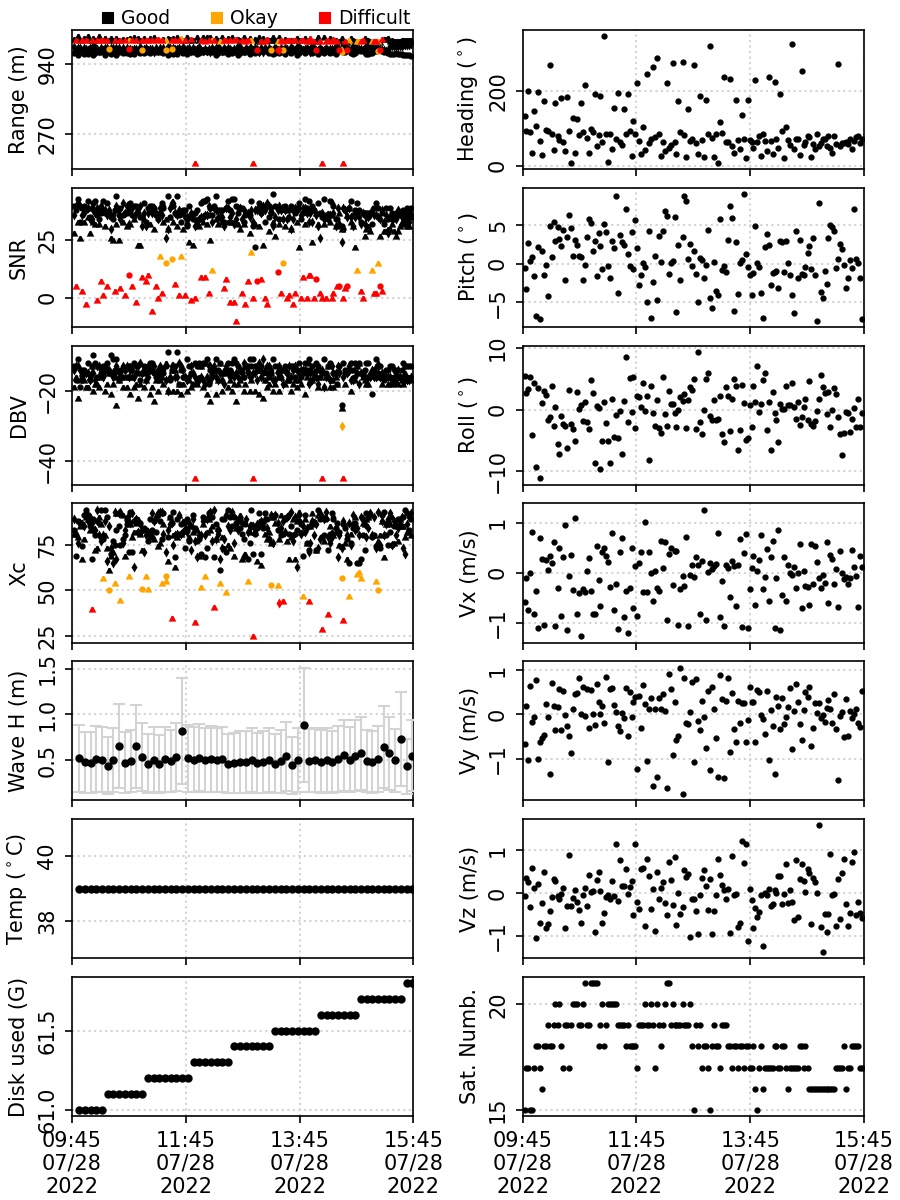 Good Okay Difficult
Range (m)
940
270
Heading (°)
200
0
SNR
25
0
Pitch (°)
5
0
−5
DBV
−20
−40
Roll (°)
10
0
−10
Xc
75
50
25
Vx (m/s)
1
0
−1
Wave H (m)
1.5
1.0
0.5
Vy (m/s)
1
0
−1
Temp (°C)
40
38
Vz (m/s)
1
0
−1
Disk used (G)
61.5
61.0
Sat. Numb.
20
15
09:45 11:45 13:45 15:45 09:45 11:45 13:45 15:45
07/28 07/28 07/28 07/28 07/28 07/28 07/28 07/28
2022 2022 2022 2022 2022 2022 2022 2022